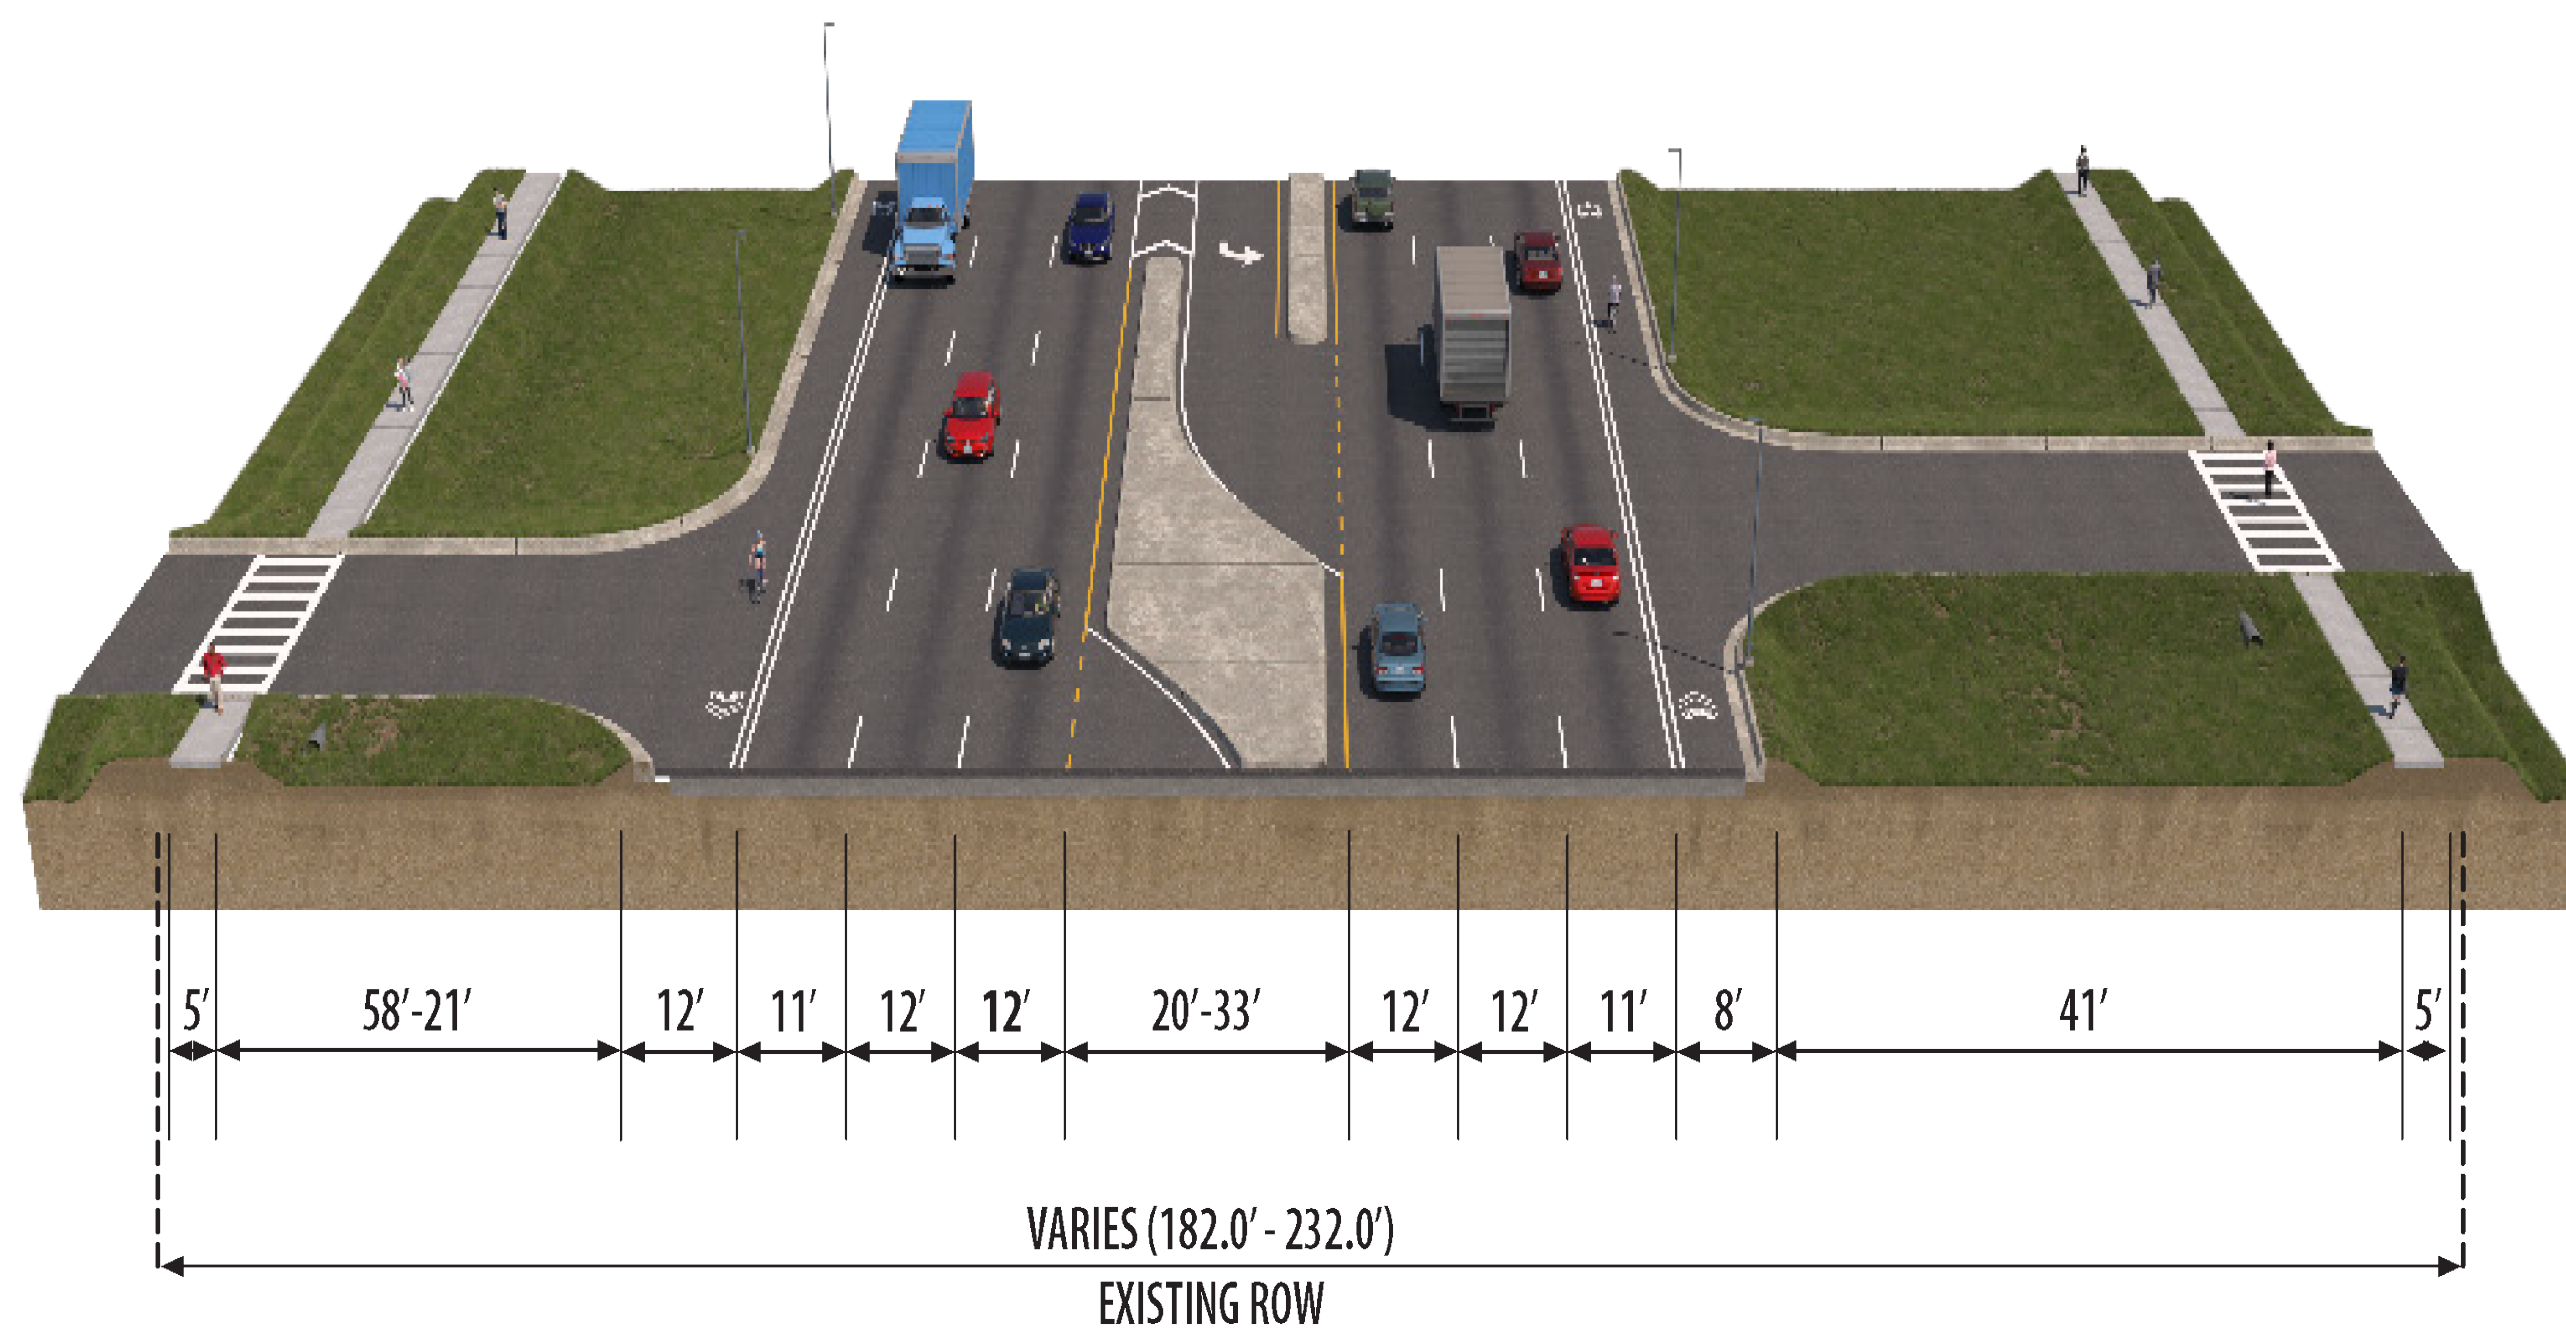 5′ 58′-21′ 12′ 11′ 12′ 12′ 20′-33′ 12′ 12′ 11′ 8′ 41′ 5′
VARIES (182.0′ - 232.0′)
EXISTING ROW